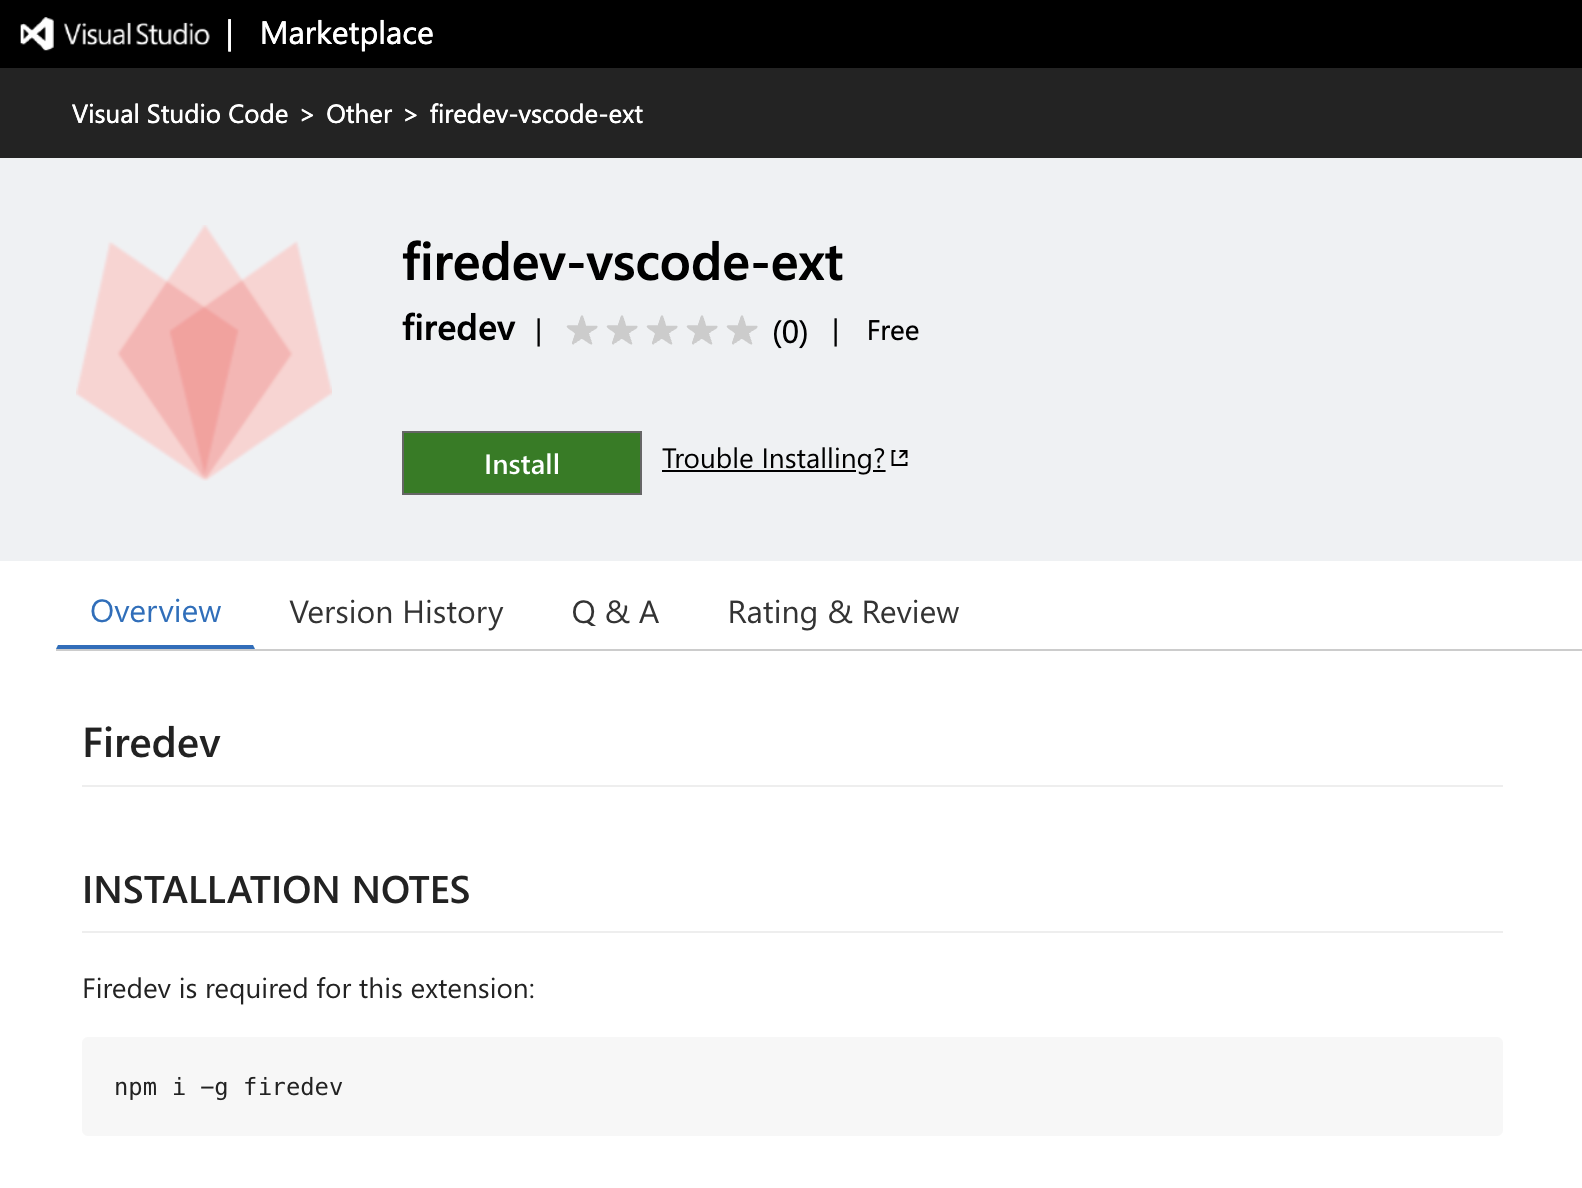 Visual Studio | Marketplace
Visual Studio Code > Other > firedev-vscode-ext
firedev-vscode-ext
firedev | (0) | Free
Install Trouble Installing?
Overview Version History Q & A Rating & Review
Firedev
INSTALLATION NOTES
Firedev is required for this extension:
npm i -g firedev